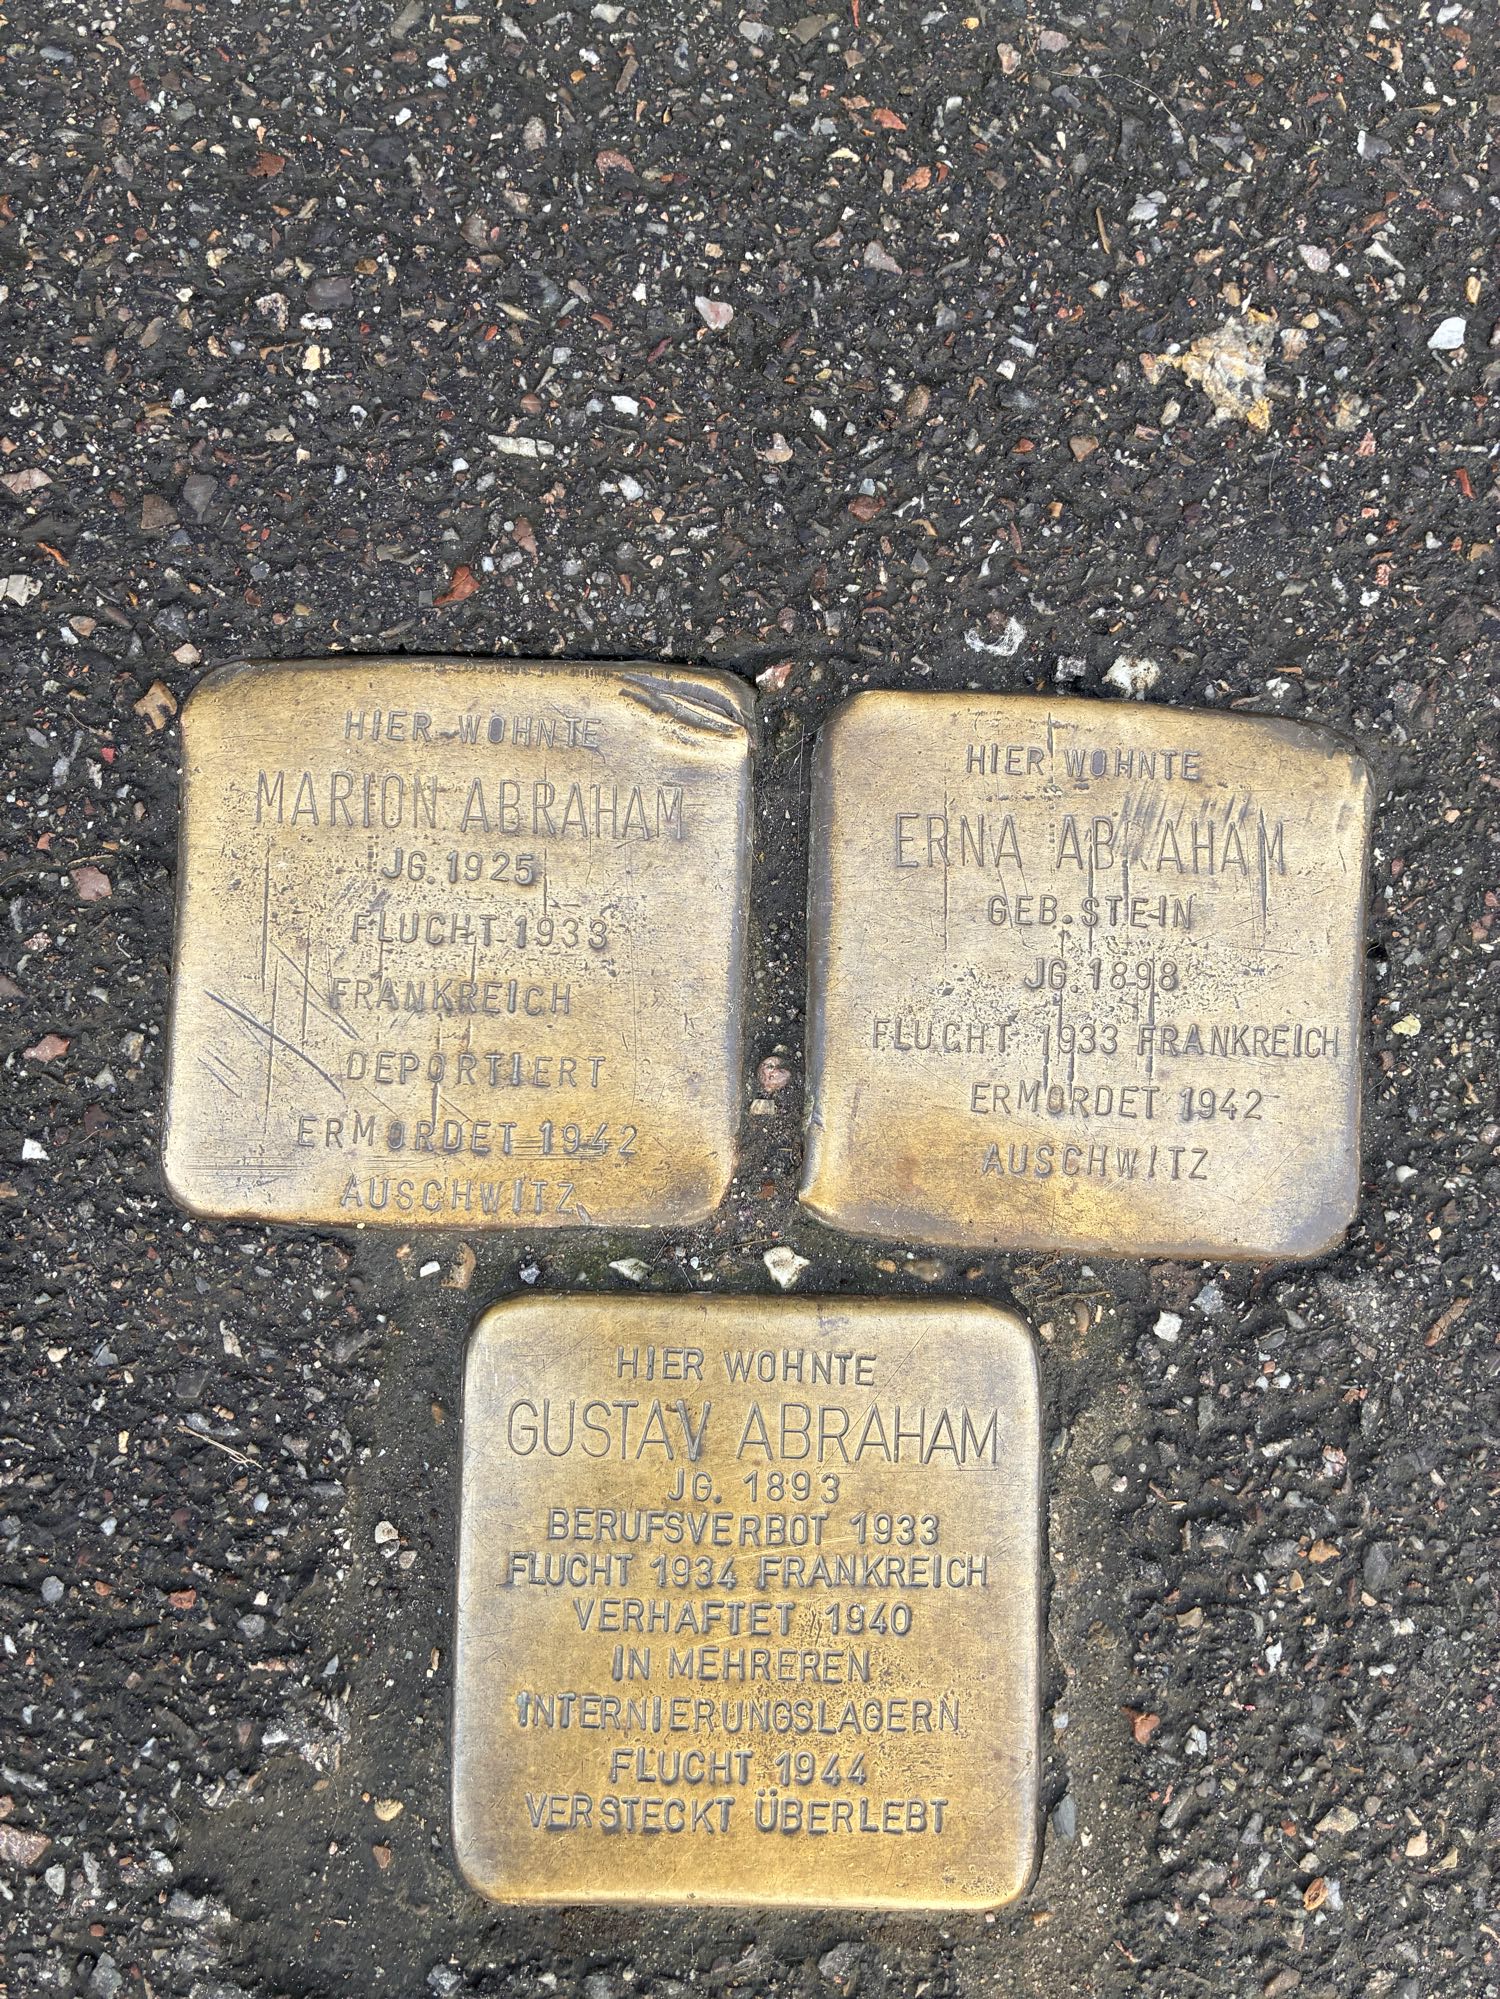 HIER WOHNTE
MARION ABRAHAM
JG. 1925
FLUCHT 1933
FRANKREICH
DEPORTIERT
ERMORDET 1942
AUSCHWITZ
HIER WOHNTE
ERNA ABRAHAM
GEB. STEIN
JG. 1898
FLUCHT 1933 FRANKREICH
ERMORDET 1942
AUSCHWITZ
HIER WOHNTE
GUSTAV ABRAHAM
JG. 1893
BERUFSVERBOT 1933
FLUCHT 1934 FRANKREICH
VERHAFTET 1940
IN MEHREREN
INTERNIERUNGSLAGERN
FLUCHT 1944
VERSTECKT ÜBERLEBT